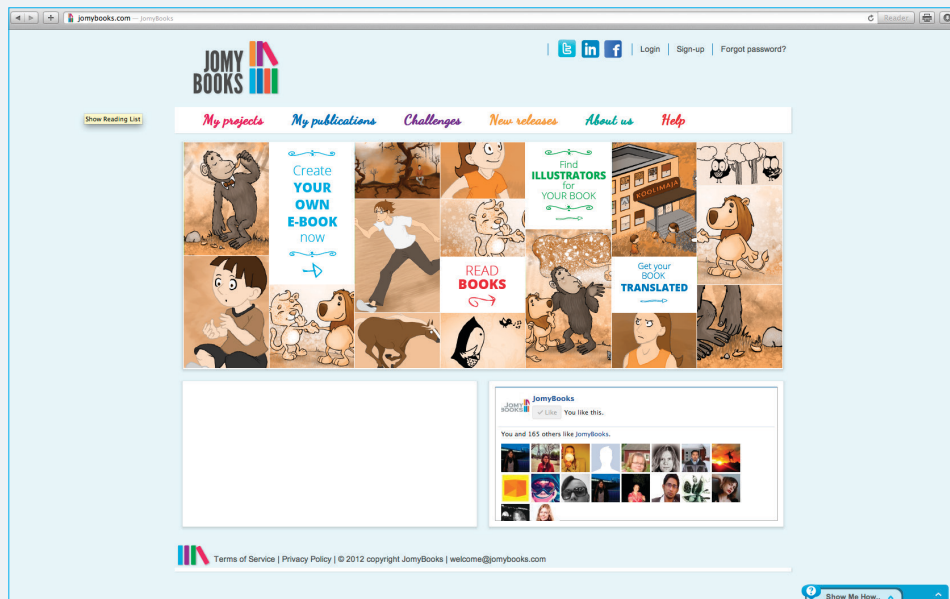 jomybooks.com — JomyBooks
Reader
JOMY
BOOKS
Login | Sign-up | Forgot password?
Show Reading List
My projects My publications Challenges New releases About us Help
Create
YOUR
OWN
E-BOOK
now
Find
ILLUSTRATORS
for
YOUR BOOK
KOOLIMAJA
READ
BOOKS
Get your
BOOK
TRANSLATED
JOMY
BOOKS
JomyBooks
Like You like this.
You and 165 others like JomyBooks.
Terms of Service | Privacy Policy | © 2012 copyright JomyBooks | welcome@jomybooks.com
? Show Me How..